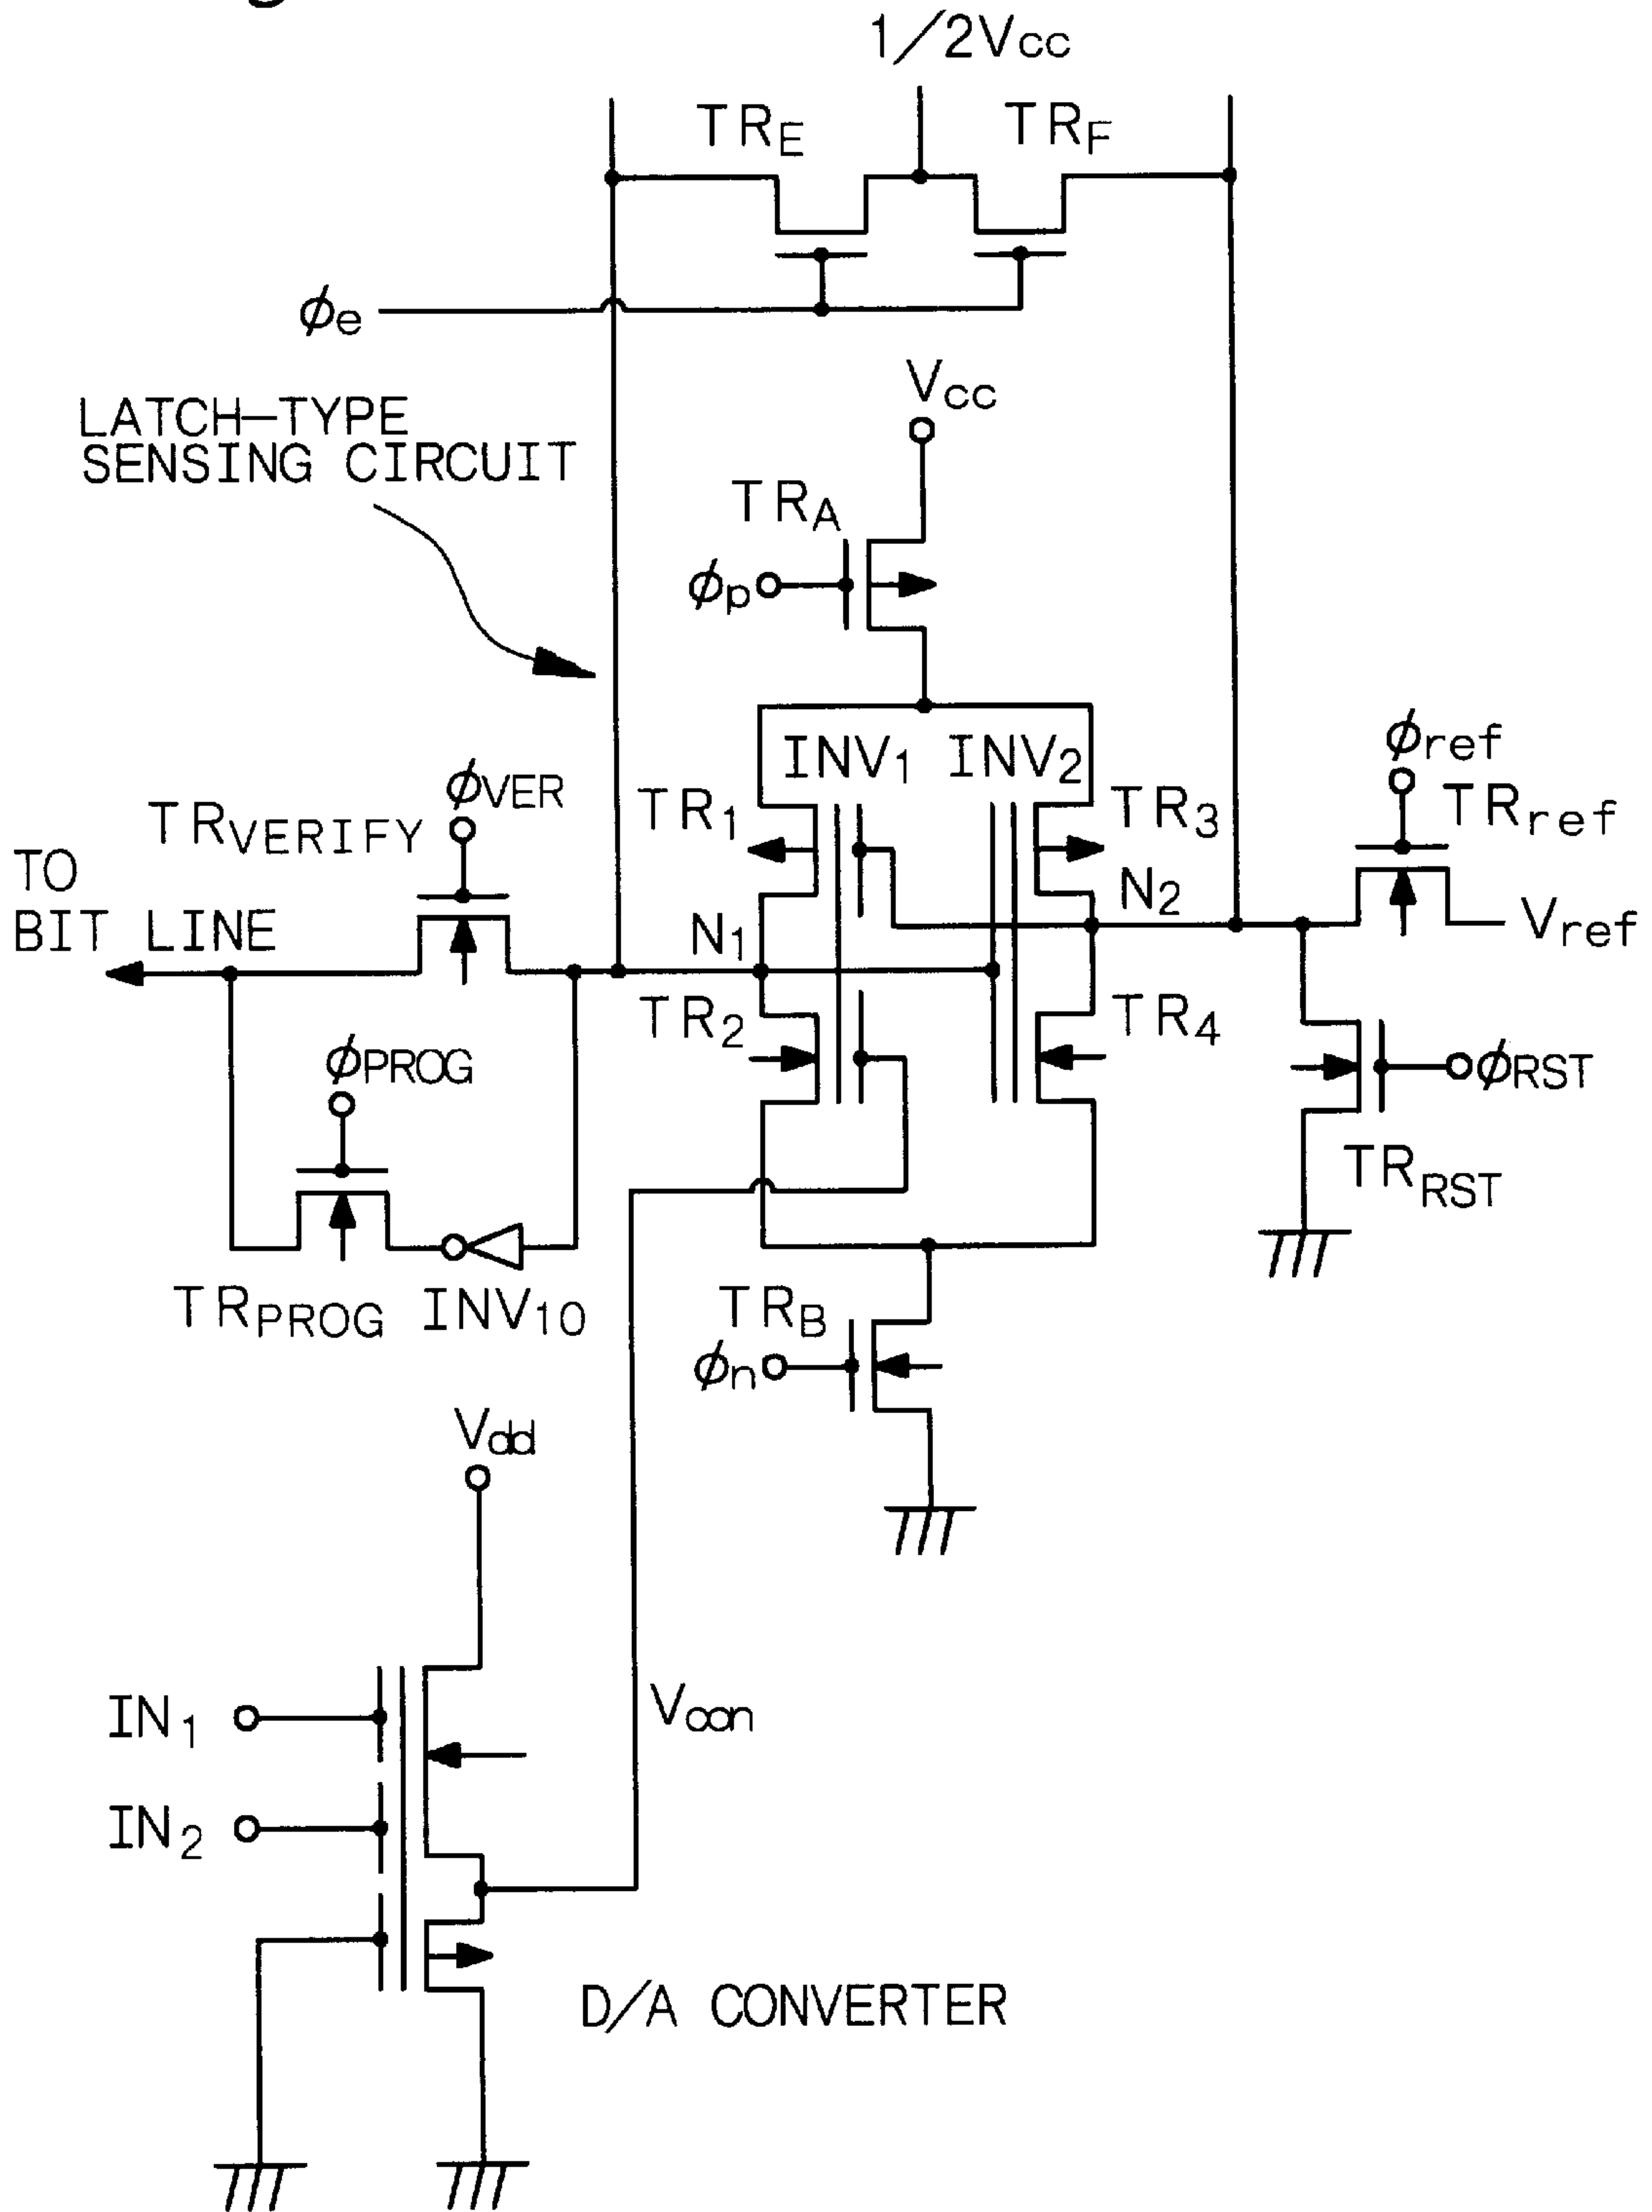 1/2Vcc
TRE TRF
ϕe
Vcc
LATCH-TYPE
SENSING CIRCUIT
TRA
ϕp
INV1 INV2
ϕref
ϕVER
TR1 TR3
TRref
TRVERIFY
TO
BIT LINE
N1
N2
Vref
TR2 TR4
ϕPROG
ϕRST
TRRST
TRPROG INV10
TRB
ϕn
Vdd
IN1
Vcon
IN2
D/A CONVERTER